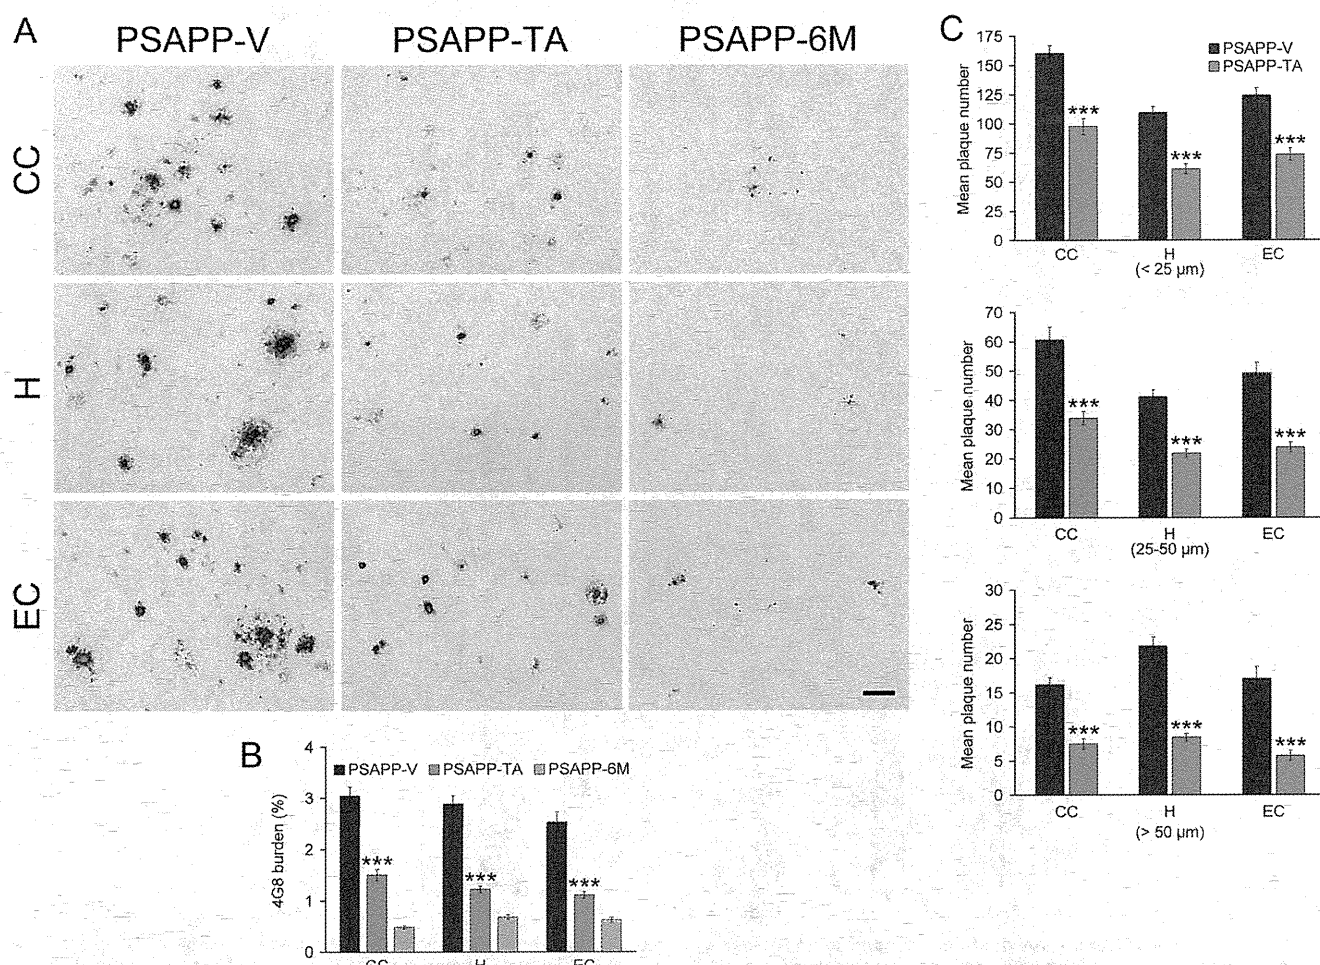 A
PSAPP-V PSAPP-TA PSAPP-6M
CC
H
EC
B
4
3
2
1
0
4G8 burden (%)
PSAPP-V PSAPP-TA PSAPP-6M
*** *** ***
CC H EC
C
175
150
125
100
75
50
25
0
Mean plaque number
PSAPP-V
PSAPP-TA
*** *** ***
CC H EC
(< 25 µm)
70
60
50
40
30
20
10
0
Mean plaque number
*** *** ***
CC H EC
(25-50 µm)
30
25
20
15
10
5
0
Mean plaque number
*** *** ***
CC H EC
(> 50 µm)